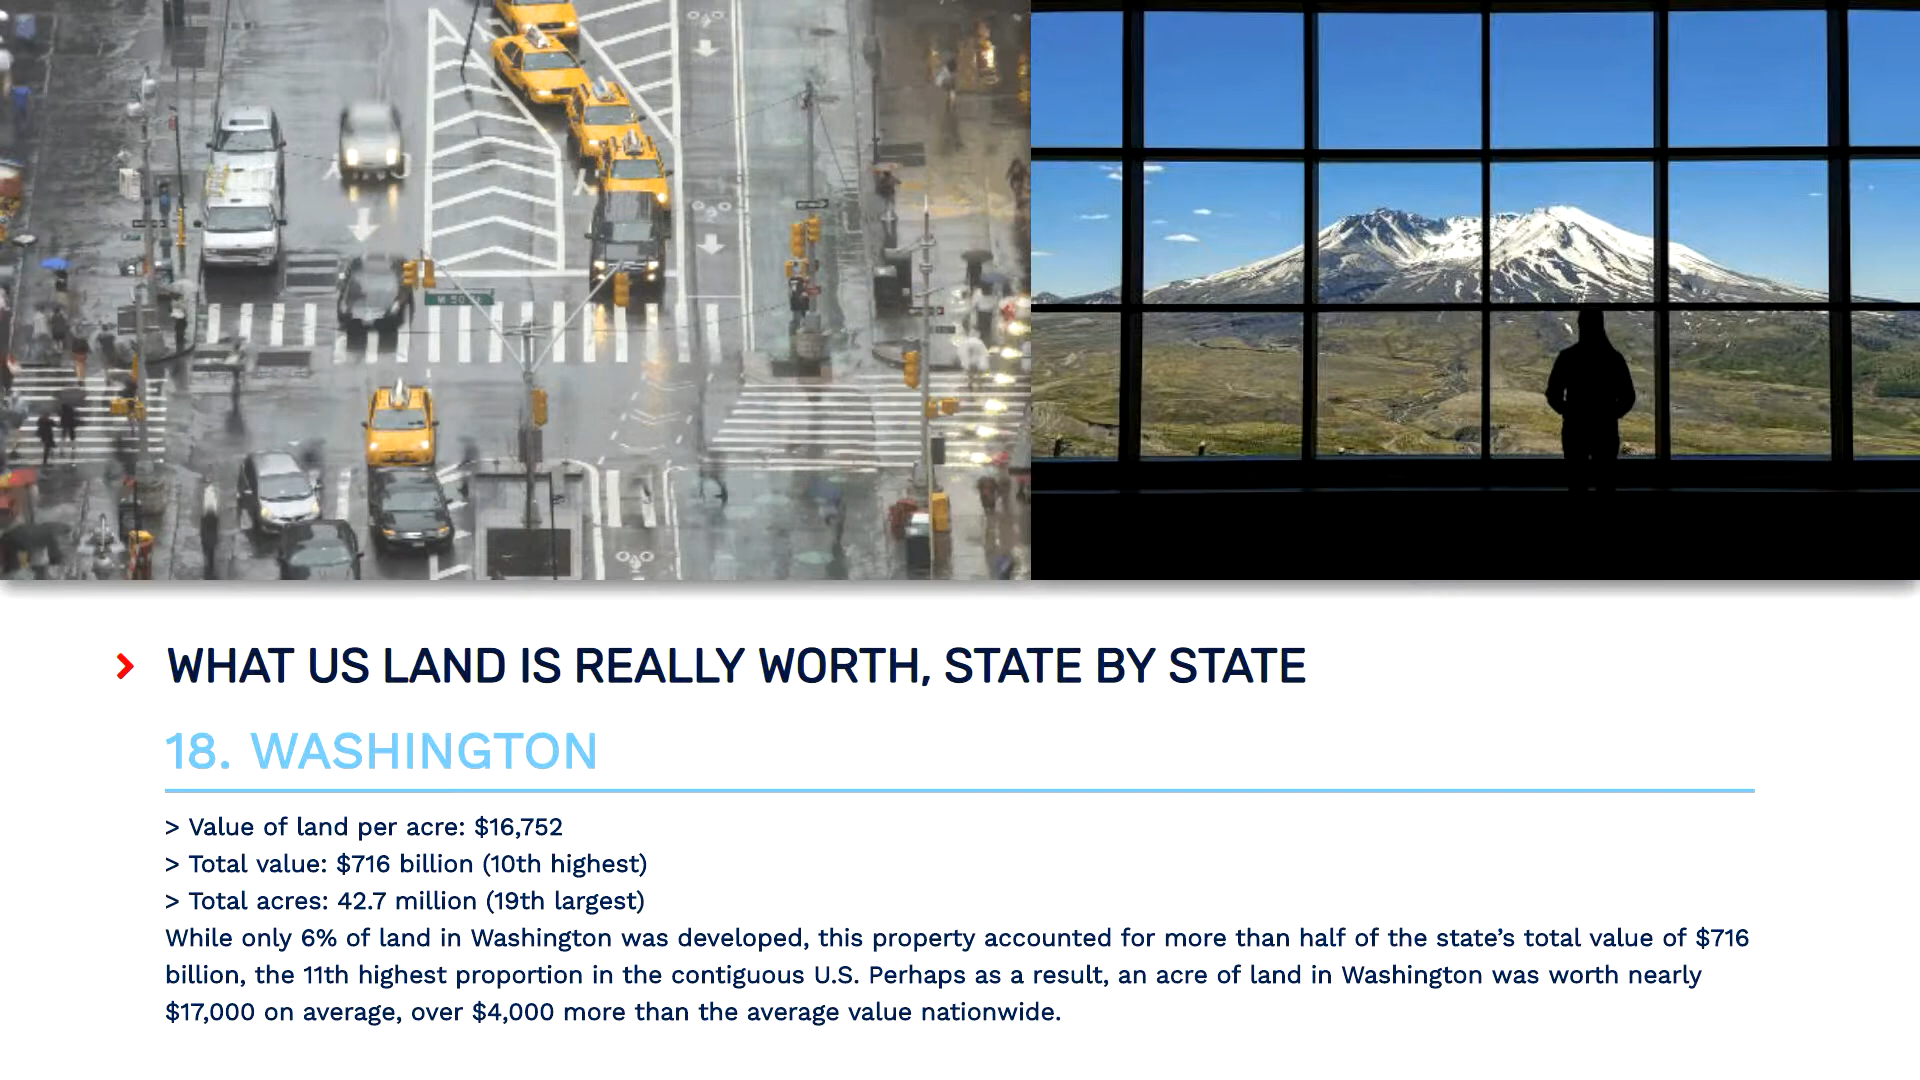 W 50 St
WHAT US LAND IS REALLY WORTH, STATE BY STATE
18. WASHINGTON
> Value of land per acre: $16,752
> Total value: $716 billion (10th highest)
> Total acres: 42.7 million (19th largest)
While only 6% of land in Washington was developed, this property accounted for more than half of the state’s total value of $716
billion, the 11th highest proportion in the contiguous U.S. Perhaps as a result, an acre of land in Washington was worth nearly
$17,000 on average, over $4,000 more than the average value nationwide.